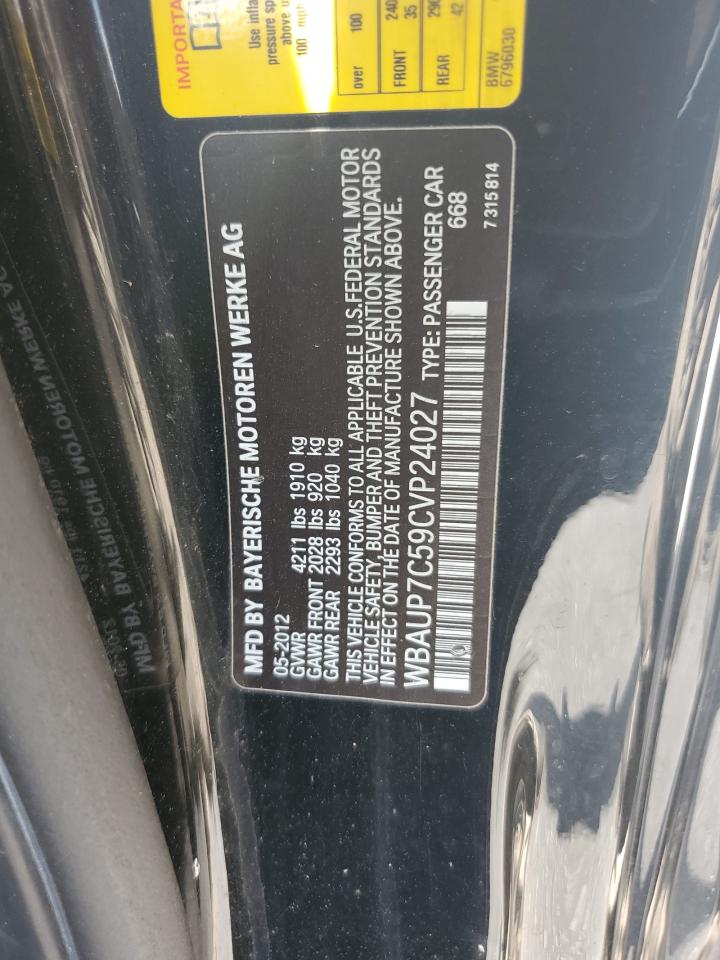 IMPORTA
Use infla
pressure sp
above u
100 mph
over 100
FRONT 240 35
REAR 290 42
BMW
6796030
MFD BY BAYERISCHE MOTOREN WERKE AG
05-2012
GVWR 4211 lbs 1910 kg
GAWR FRONT 2028 lbs 920 kg
GAWR REAR 2293 lbs 1040 kg
THIS VEHICLE CONFORMS TO ALL APPLICABLE U.S.FEDERAL MOTOR
VEHICLE SAFETY, BUMPER AND THEFT PREVENTION STANDARDS
IN EFFECT ON THE DATE OF MANUFACTURE SHOWN ABOVE.
WBAUP7C59CVP24027 TYPE: PASSENGER CAR
668
7 315 814